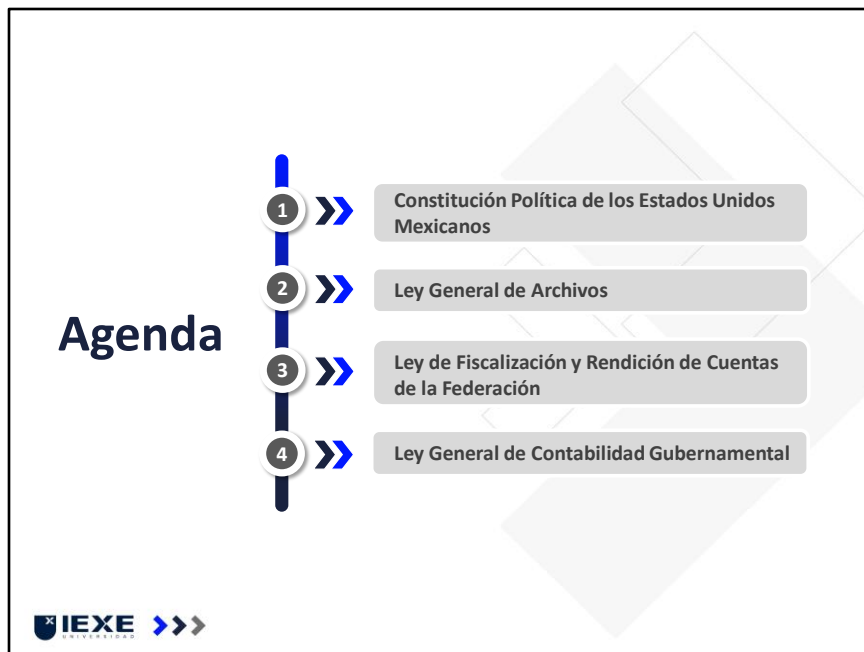 Agenda
1
Constitución Política de los Estados Unidos
Mexicanos
2
Ley General de Archivos
3
Ley de Fiscalización y Rendición de Cuentas
de la Federación
4
Ley General de Contabilidad Gubernamental
IEXE
UNIVERSIDAD